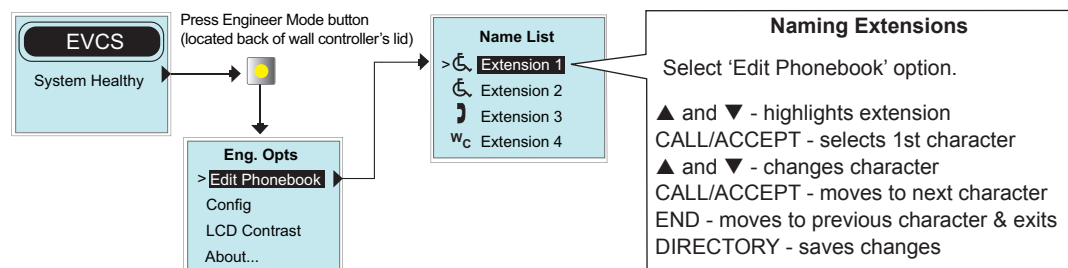 EVCS
System Healthy
Press Engineer Mode button
(located back of wall controller's lid)
Eng. Opts
> Edit Phonebook
Config
LCD Contrast
About...
Name List
> Extension 1
Extension 2
Extension 3
WC Extension 4
Naming Extensions
Select 'Edit Phonebook' option.
▲ and ▼ - highlights extension
CALL/ACCEPT - selects 1st character
▲ and ▼ - changes character
CALL/ACCEPT - moves to next character
END - moves to previous character & exits
DIRECTORY - saves changes